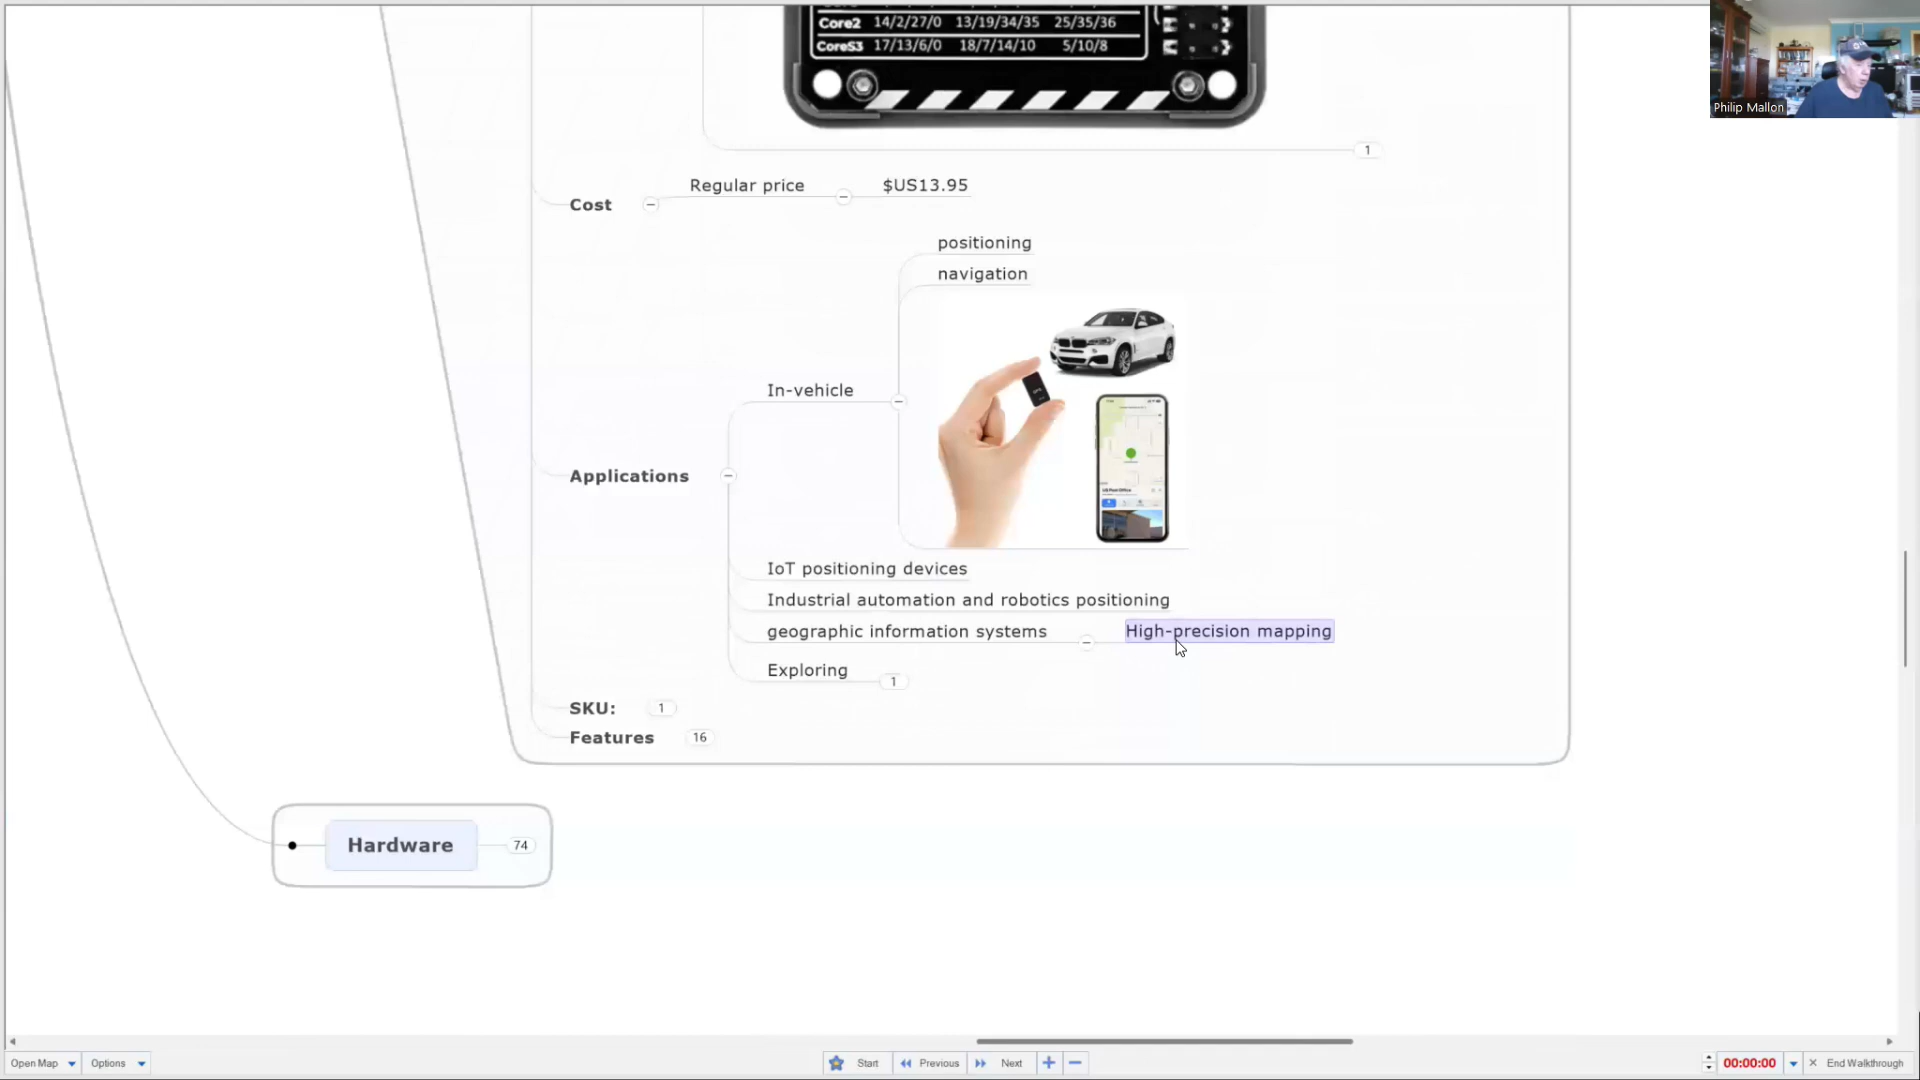 Core2 14/2/27/0 13/19/34/35 25/35/36
CoreS3 17/13/6/0 18/7/14/10 5/10/8
Philip Mallon
1
Cost
Regular price
$US13.95
positioning
navigation
In-vehicle
Applications
IoT positioning devices
Industrial automation and robotics positioning
geographic information systems
High-precision mapping
Exploring
1
SKU:
1
Features
16
Hardware
74
Open Map
Options
Start
Previous
Next
00:00:00
End Walkthrough